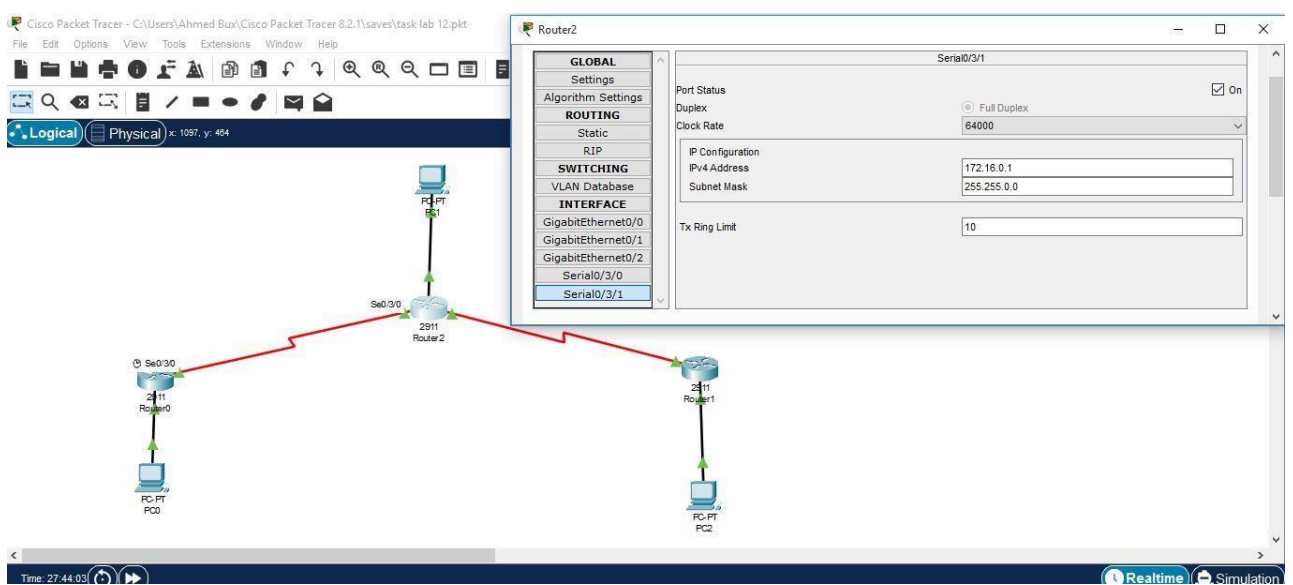 Cisco Packet Tracer - C:\Users\Ahmed Bux\Cisco Packet Tracer 8.2.1\saves\task lab 12.pkt
File Edit Options View Tools Extensions Window Help
Logical Physical x: 1097, y: 464
PC-PT
PC1
Se0/3/0
2911
Router2
Se0/3/0
2911
Router0
2911
Router1
PC-PT
PC0
PC-PT
PC2
Time: 27:44:03
Realtime Simulation
Router2
GLOBAL
Settings
Algorithm Settings
ROUTING
Static
RIP
SWITCHING
VLAN Database
INTERFACE
GigabitEthernet0/0
GigabitEthernet0/1
GigabitEthernet0/2
Serial0/3/0
Serial0/3/1
Serial0/3/1
Port Status On
Duplex Full Duplex
Clock Rate 64000
IP Configuration
IPv4 Address 172.16.0.1
Subnet Mask 255.255.0.0
Tx Ring Limit 10